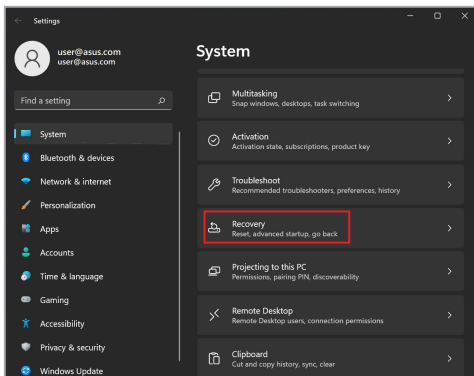 Settings
user@asus.com
user@asus.com
Find a setting
System
Bluetooth & devices
Network & internet
Personalization
Apps
Accounts
Time & language
Gaming
Accessibility
Privacy & security
Windows Update
System
Multitasking
Snap windows, desktops, task switching
Activation
Activation state, subscriptions, product key
Troubleshoot
Recommended troubleshooters, preferences, history
Recovery
Reset, advanced startup, go back
Projecting to this PC
Permissions, pairing PIN, discoverability
Remote Desktop
Remote Desktop users, connection permissions
Clipboard
Cut and copy history, sync, clear